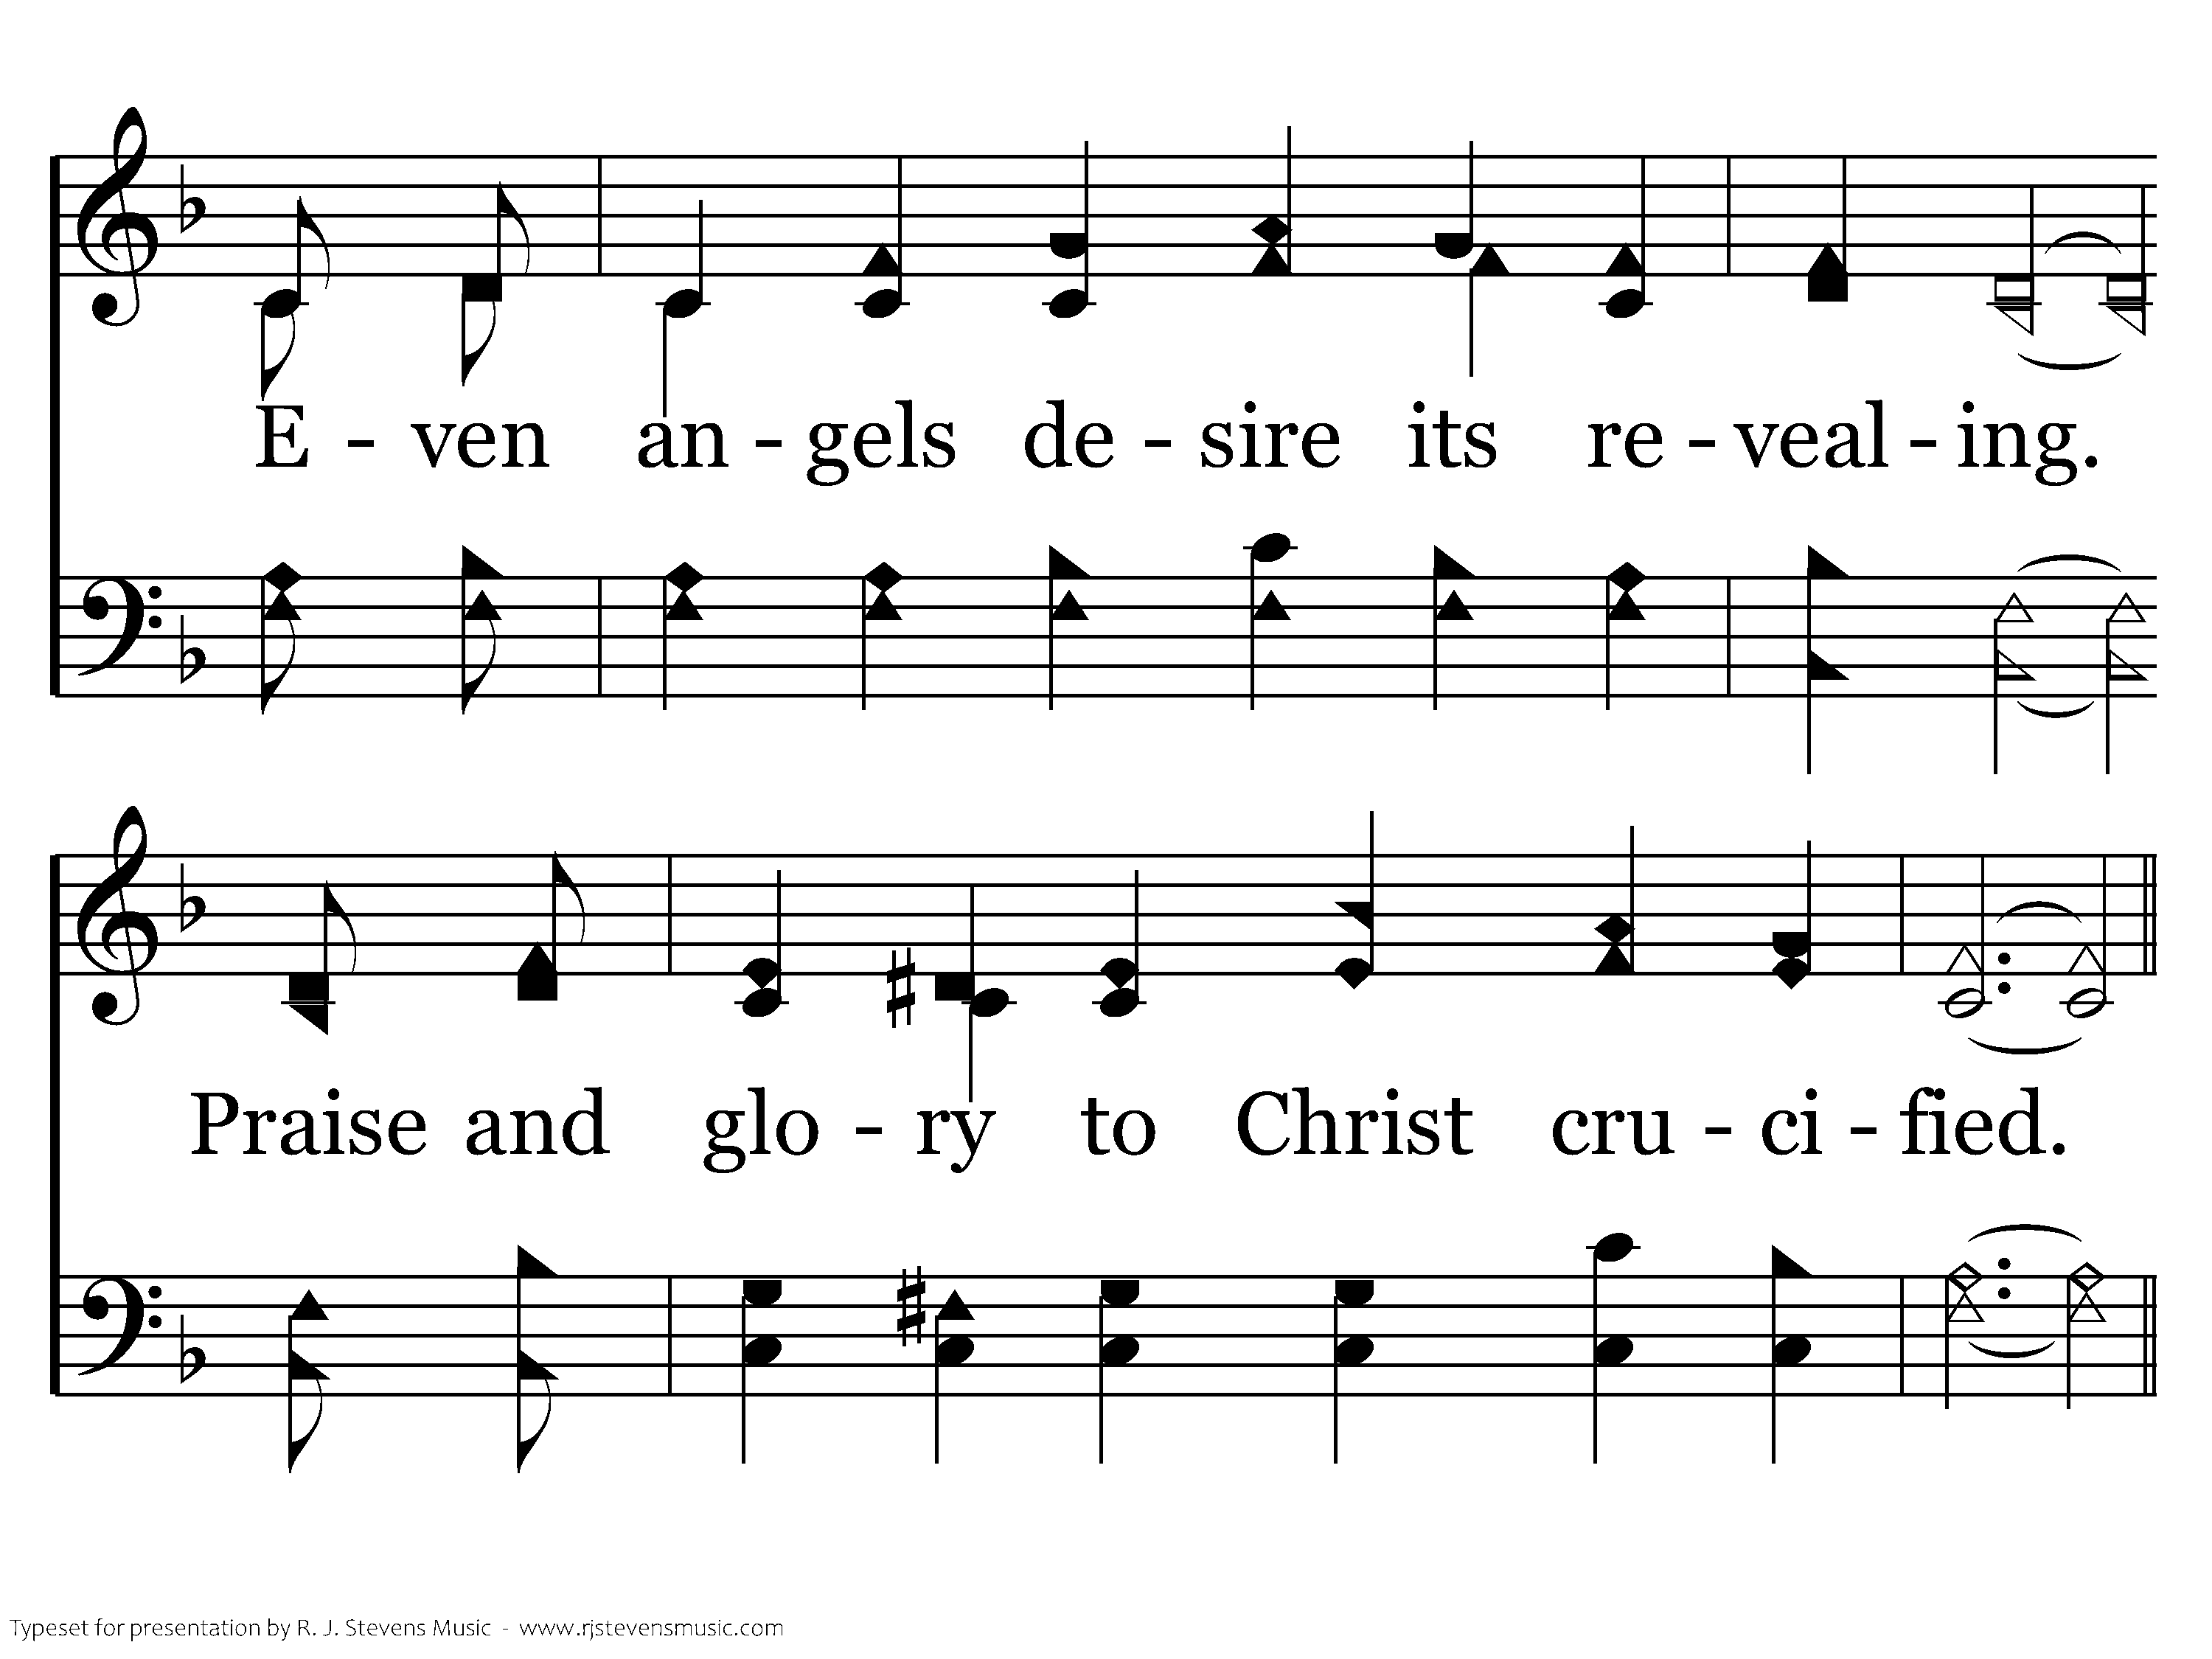 E - ven an - gels de - sire its re - veal - ing.
Praise and glo - ry to Christ cru - ci - fied.
Typeset for presentation by R. J. Stevens Music - www.rjstevensmusic.com